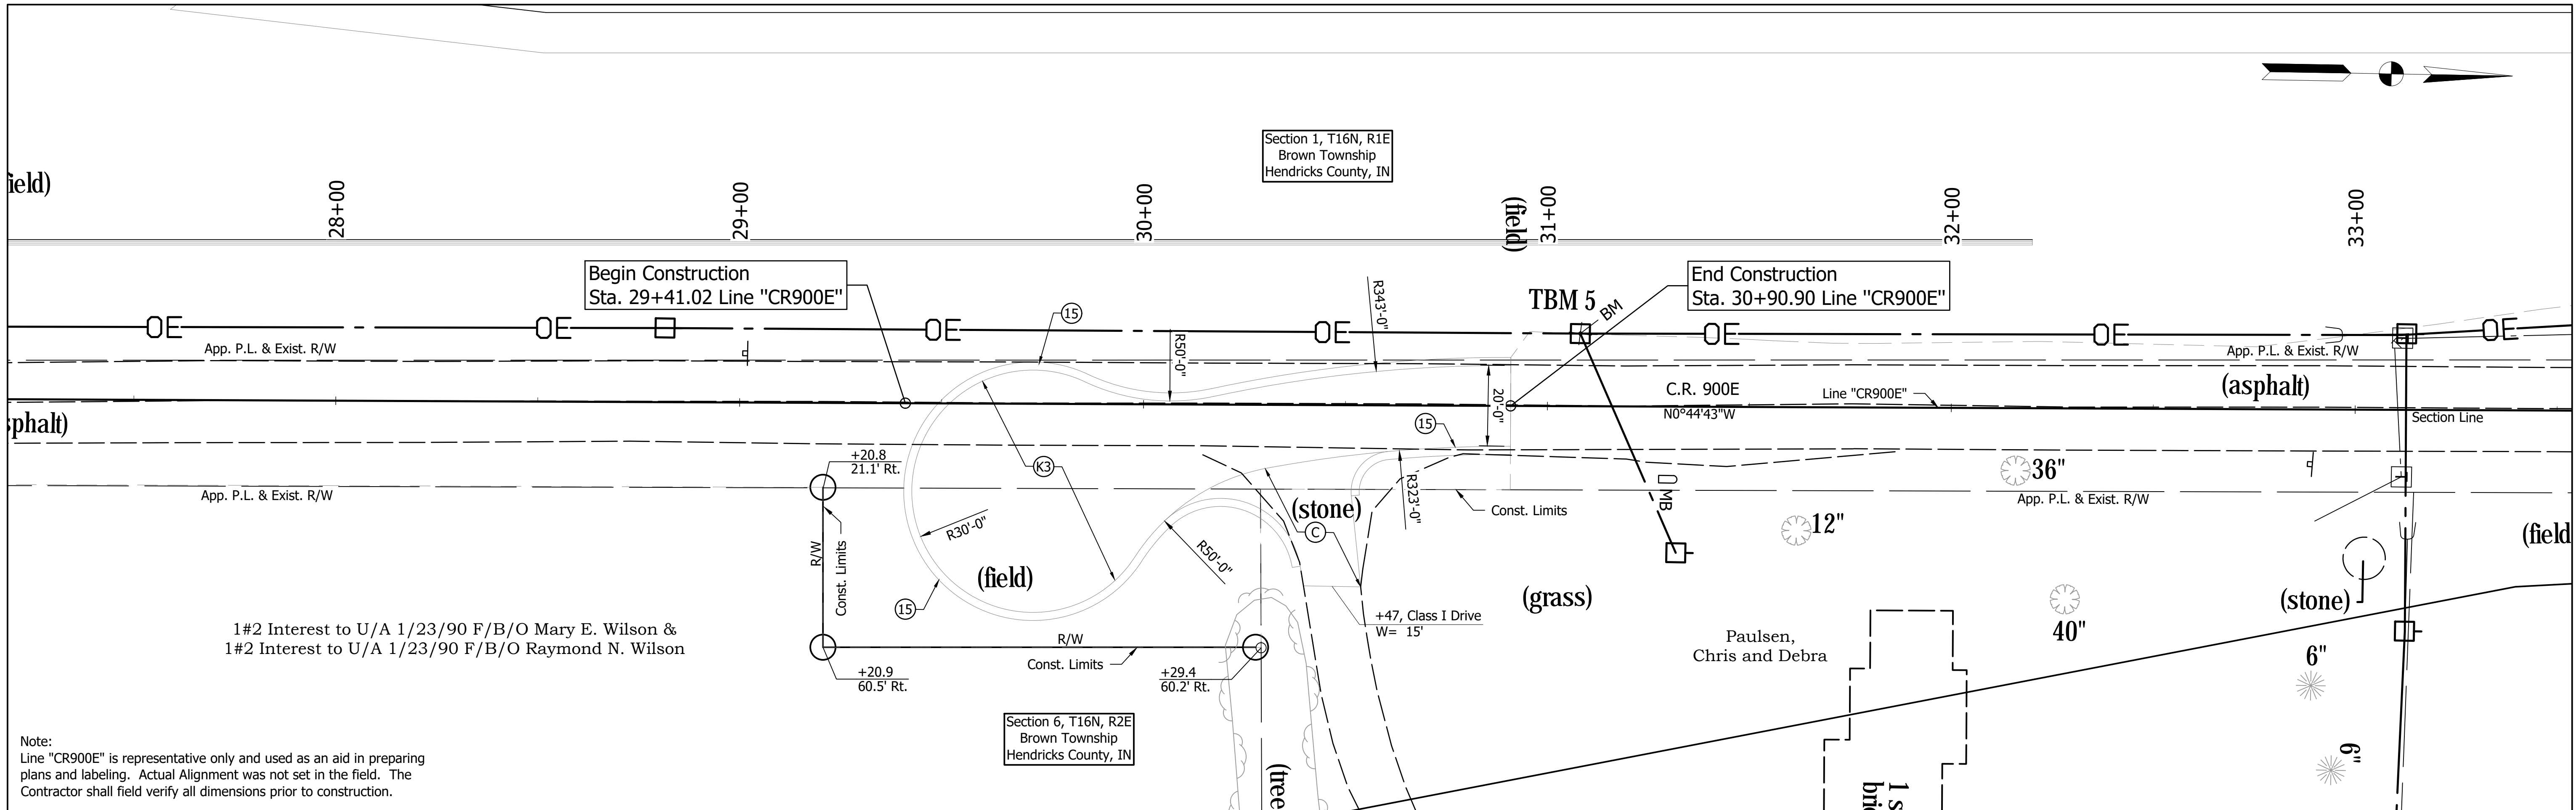 Section 1, T16N, R1E
Brown Township
Hendricks County, IN
28+00
29+00
30+00
(field)
31+00
32+00
33+00
Begin Construction
Sta. 29+41.02 Line "CR900E"
End Construction
Sta. 30+90.90 Line "CR900E"
TBM 5
BM
OE
OE
OE
OE
OE
OE
OE
15
R50'-0"
R343'-0"
App. P.L. & Exist. R/W
App. P.L. & Exist. R/W
20'-0"
C.R. 900E
N0°44'43"W
Line "CR900E"
(asphalt)
Section Line
15
+20.8
21.1' Rt.
K3
App. P.L. & Exist. R/W
App. P.L. & Exist. R/W
36"
12"
MB
R323'-0"
(stone)
C
Const. Limits
R30'-0"
R50'-0"
R/W
Const. Limits
(field)
15
(grass)
(stone)
40"
+47, Class I Drive
W= 15'
1#2 Interest to U/A 1/23/90 F/B/O Mary E. Wilson &
1#2 Interest to U/A 1/23/90 F/B/O Raymond N. Wilson
R/W
Const. Limits
+20.9
60.5' Rt.
+29.4
60.2' Rt.
Paulsen,
Chris and Debra
6"
6"
Section 6, T16N, R2E
Brown Township
Hendricks County, IN
Note:
Line "CR900E" is representative only and used as an aid in preparing
plans and labeling.  Actual Alignment was not set in the field.  The
Contractor shall field verify all dimensions prior to construction.
(tree